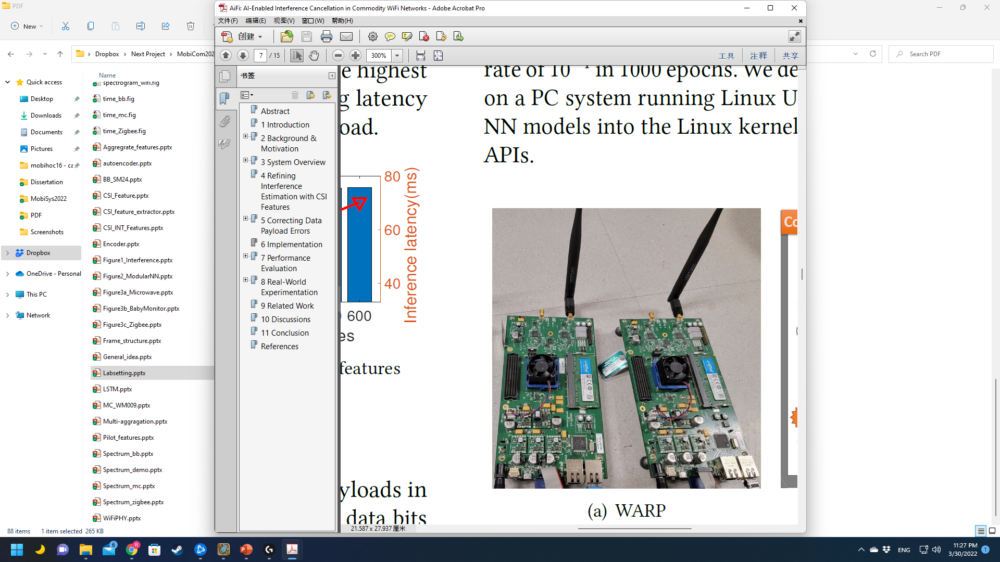 PDF
New
Dropbox
Next Project
MobiCom202
Search PDF
Quick access
Desktop
Downloads
Documents
Pictures
mobihoc16 - ca
Dissertation
MobiSys2022
PDF
Screenshots
Dropbox
OneDrive - Personal
This PC
Network
Name
spectrogram_wifi.fig
time_bb.fig
time_mc.fig
time_Zigbee.fig
Aggregrate_features.pptx
autoencoder.pptx
BB_SM24.pptx
CSI_Feature.pptx
CSI_feature_extractor.pptx
CSI_INT_Features.pptx
Encoder.pptx
Figure1_Interference.pptx
Figure2_ModularNN.pptx
Figure3a_Microwave.pptx
Figure3b_BabyMonitor.pptx
Figure3c_Zigbee.pptx
Frame_structure.pptx
General_idea.pptx
Labsetting.pptx
LSTM.pptx
MC_WM009.pptx
Multi-aggragation.pptx
Pilot_features.pptx
Spectrum_bb.pptx
Spectrum_demo.pptx
Spectrum_mc.pptx
Spectrum_zigbee.pptx
WiFiPHY.pptx
88 items
1 item selected 265 KB
AiFi: AI-Enabled Interference Cancellation in Commodity WiFi Networks - Adobe Acrobat Pro
文件(F) 编辑(E) 视图(V) 窗口(W) 帮助(H)
创建
7 / 15
300%
工具
注释
共享
书签
Abstract
1 Introduction
2 Background &
Motivation
3 System Overview
4 Refining
Interference
Estimation with CSI
Features
5 Correcting Data
Payload Errors
6 Implementation
7 Performance
Evaluation
8 Real-World
Experimentation
9 Related Work
10 Discussions
11 Conclusion
References
e highest
g latency
oad.
80
60
40
Inference latency(ms)
600
es
features
yloads in
data bits
21.587 x 27.937 厘米
rate of 10⁻⁴ in 1000 epochs. We de
on a PC system running Linux U
NN models into the Linux kernel
APIs.
VERT2450
VERT2450
crucial
crucial
Co
(a) WARP
6
R
ENG
11:27 PM
3/30/2022
1